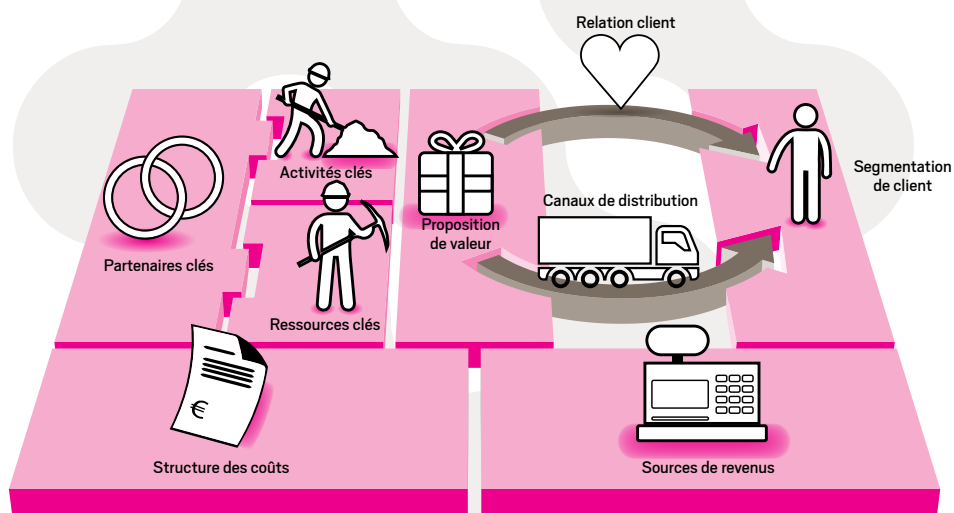 Relation client
Activités clés
Segmentation
de client
Canaux de distribution
Proposition
de valeur
Partenaires clés
Ressources clés
€
Structure des coûts
Sources de revenus